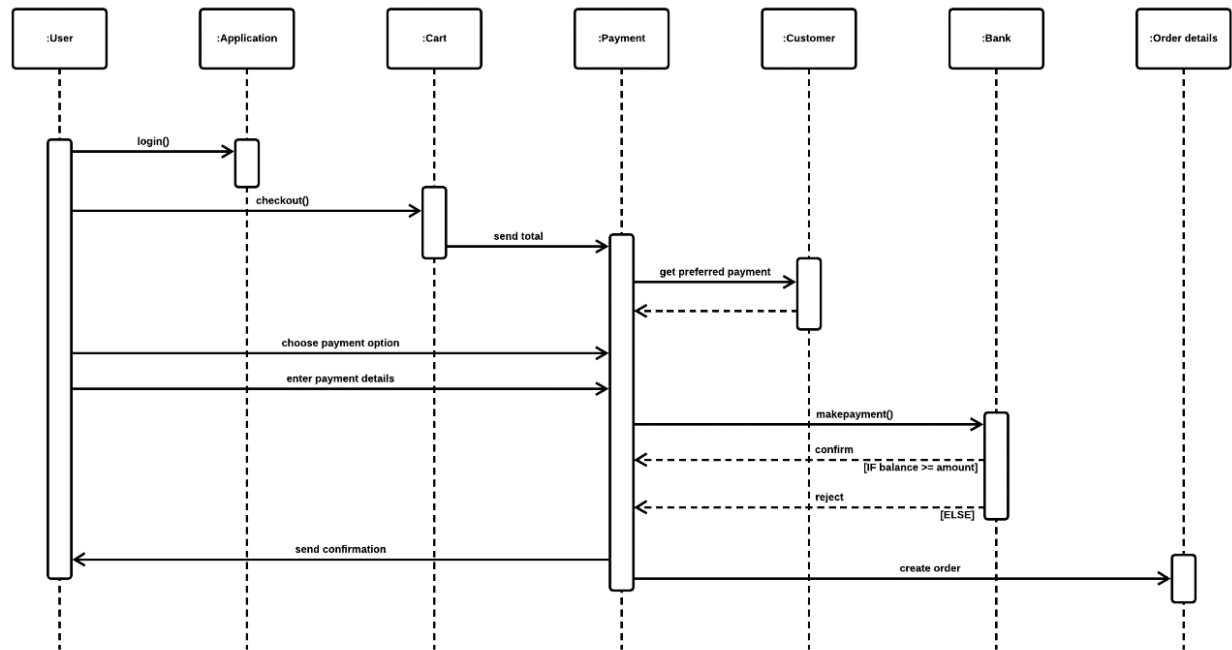 :User
:Application
:Cart
:Payment
:Customer
:Bank
:Order details
login()
checkout()
send total
get preferred payment
choose payment option
enter payment details
makepayment()
confirm
[IF balance >= amount]
reject
[ELSE]
send confirmation
create order